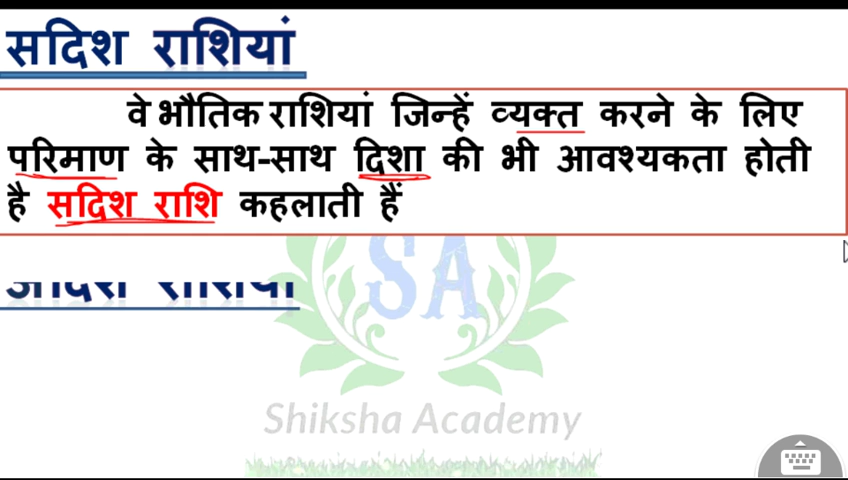 सदिश राशियां
वे भौतिक राशियां जिन्हें व्यक्त करने के लिए
परिमाण के साथ-साथ दिशा की भी आवश्यकता होती
है सदिश राशि कहलाती हैं
SA
Shiksha Academy